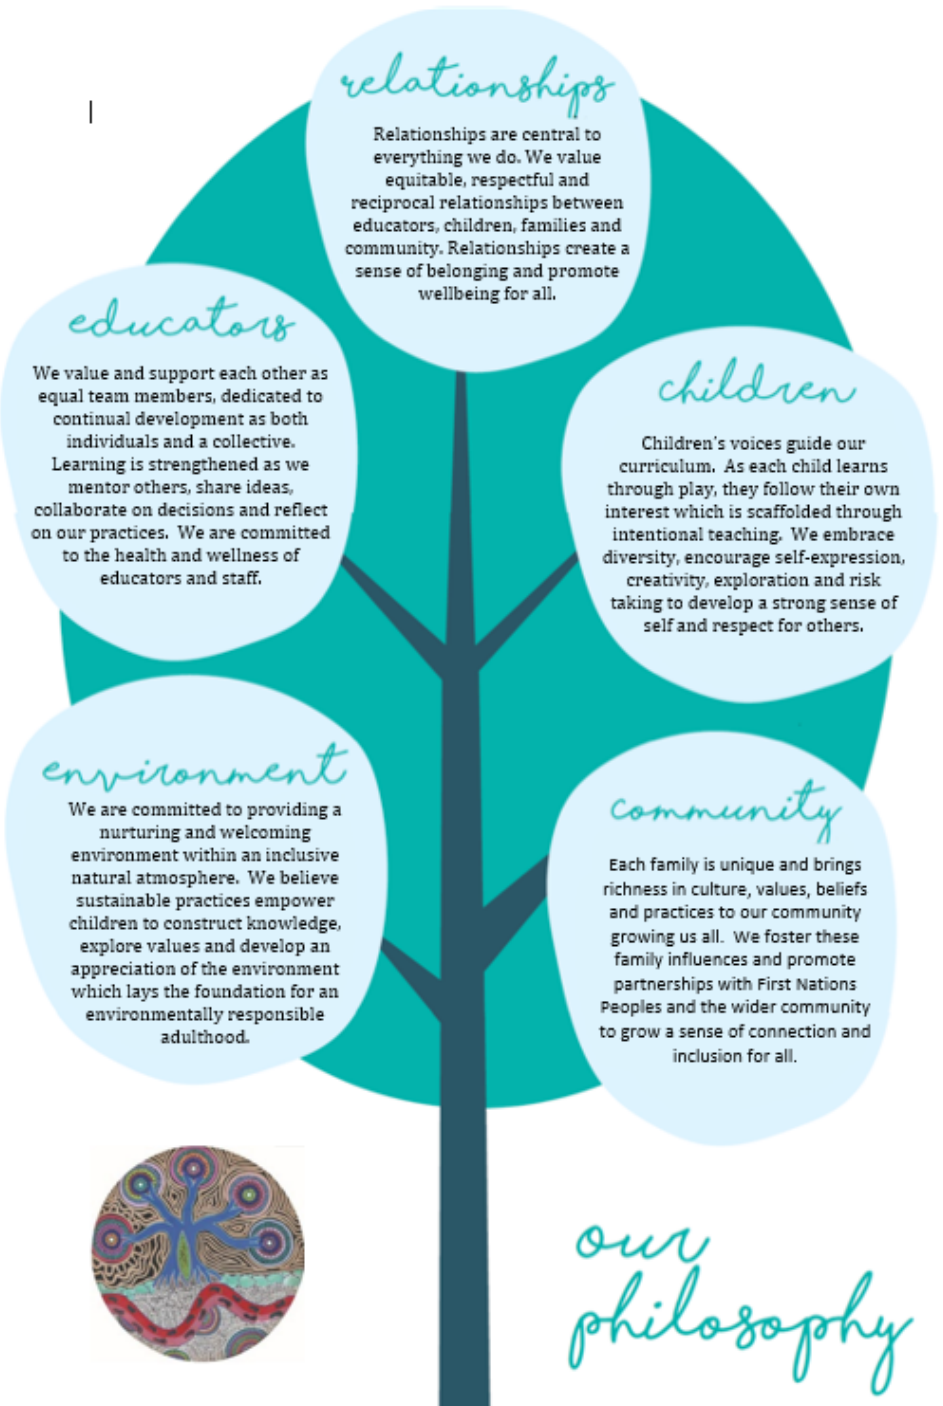 relationships
Relationships are central to
everything we do. We value
equitable, respectful and
reciprocal relationships between
educators, children, families and
community. Relationships create a
sense of belonging and promote
wellbeing for all.
educators
We value and support each other as
equal team members, dedicated to
continual development as both
individuals and a collective.
Learning is strengthened as we
mentor others, share ideas,
collaborate on decisions and reflect
on our practices. We are committed
to the health and wellness of
educators and staff.
children
Children's voices guide our
curriculum. As each child learns
through play, they follow their own
interest which is scaffolded through
intentional teaching. We embrace
diversity, encourage self-expression,
creativity, exploration and risk
taking to develop a strong sense of
self and respect for others.
environment
We are committed to providing a
nurturing and welcoming
environment within an inclusive
natural atmosphere. We believe
sustainable practices empower
children to construct knowledge,
explore values and develop an
appreciation of the environment
which lays the foundation for an
environmentally responsible
adulthood.
community
Each family is unique and brings
richness in culture, values, beliefs
and practices to our community
growing us all. We foster these
family influences and promote
partnerships with First Nations
Peoples and the wider community
to grow a sense of connection and
inclusion for all.
our
philosophy